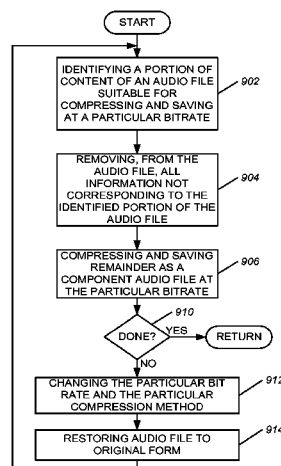 START
IDENTIFYING A PORTION OF
CONTENT OF AN AUDIO FILE
SUITABLE FOR
COMPRESSING AND SAVING
AT A PARTICULAR BITRATE
902
REMOVING, FROM THE
AUDIO FILE, ALL
INFORMATION NOT
CORRESPONDING TO THE
IDENTIFIED PORTION OF THE
AUDIO FILE
904
COMPRESSING AND SAVING
REMAINDER AS A
COMPONENT AUDIO FILE AT
THE PARTICULAR BITRATE
906
910
DONE?
YES
RETURN
NO
CHANGING THE PARTICULAR BIT
RATE AND THE PARTICULAR
COMPRESSION METHOD
912
RESTORING AUDIO FILE TO
ORIGINAL FORM
914